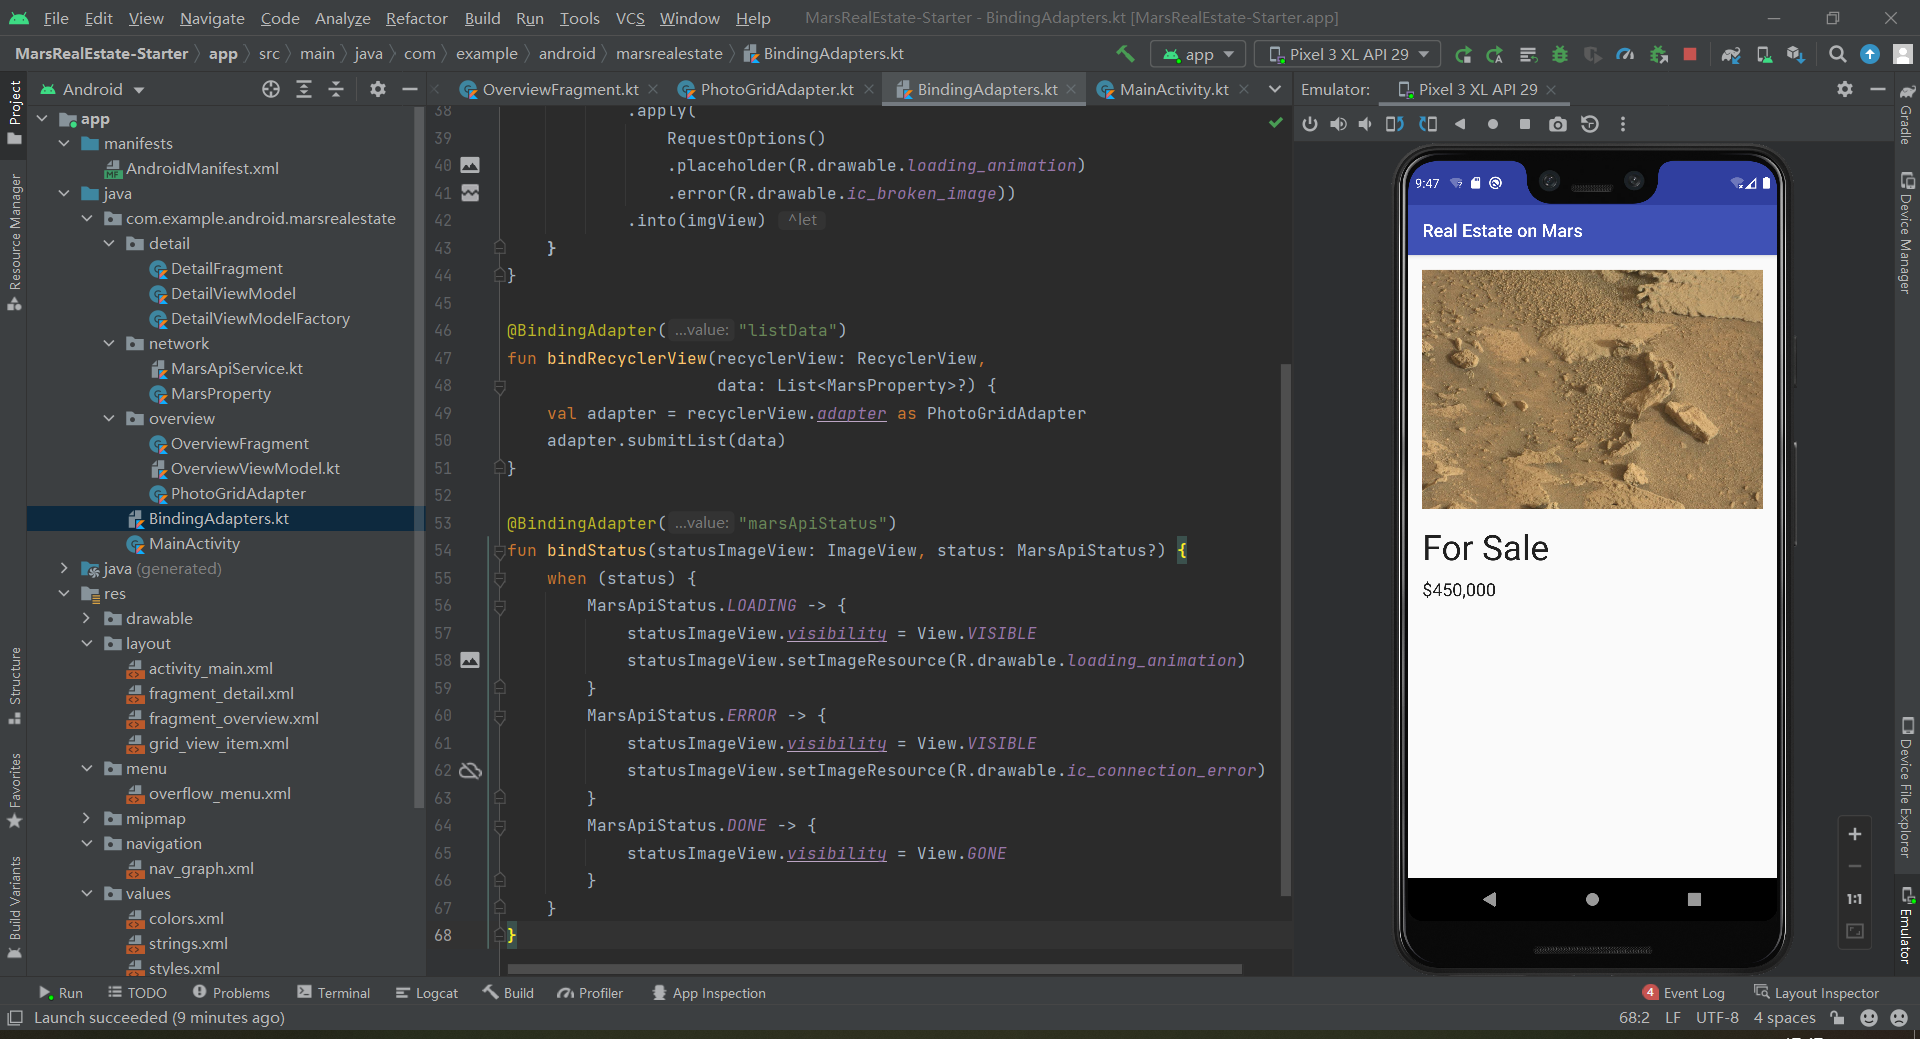 File Edit View Navigate Code Analyze Refactor Build Run Tools VCS Window Help MarsRealEstate-Starter - BindingAdapters.kt [MarsRealEstate-Starter.app]
MarsRealEstate-Starter app src main java com example android marsrealestate BindingAdapters.kt app Pixel 3 XL API 29
Android OverviewFragment.kt PhotoGridAdapter.kt BindingAdapters.kt MainActivity.kt Emulator: Pixel 3 XL API 29
Project
Resource Manager
Structure
Favorites
Build Variants
app
manifests
AndroidManifest.xml
java
com.example.android.marsrealestate
detail
DetailFragment
DetailViewModel
DetailViewModelFactory
network
MarsApiService.kt
MarsProperty
overview
OverviewFragment
OverviewViewModel.kt
PhotoGridAdapter
BindingAdapters.kt
MainActivity
java (generated)
res
drawable
layout
activity_main.xml
fragment_detail.xml
fragment_overview.xml
grid_view_item.xml
menu
overflow_menu.xml
mipmap
navigation
nav_graph.xml
values
colors.xml
strings.xml
styles.xml
38 .apply(
39 RequestOptions()
40 .placeholder(R.drawable.loading_animation)
41 .error(R.drawable.ic_broken_image))
42 .into(imgView) ^let
43 }
44 }
45
46 @BindingAdapter( ...value: "listData")
47 fun bindRecyclerView(recyclerView: RecyclerView,
48 data: List<MarsProperty>?) {
49 val adapter = recyclerView.adapter as PhotoGridAdapter
50 adapter.submitList(data)
51 }
52
53 @BindingAdapter( ...value: "marsApiStatus")
54 fun bindStatus(statusImageView: ImageView, status: MarsApiStatus?) {
55 when (status) {
56 MarsApiStatus.LOADING -> {
57 statusImageView.visibility = View.VISIBLE
58 statusImageView.setImageResource(R.drawable.loading_animation)
59 }
60 MarsApiStatus.ERROR -> {
61 statusImageView.visibility = View.VISIBLE
62 statusImageView.setImageResource(R.drawable.ic_connection_error)
63 }
64 MarsApiStatus.DONE -> {
65 statusImageView.visibility = View.GONE
66 }
67 }
68 }
9:47
Real Estate on Mars
For Sale
$450,000
1:1
Gradle
Device Manager
Device File Explorer
Emulator
Run TODO Problems Terminal Logcat Build Profiler App Inspection 4 Event Log Layout Inspector
Launch succeeded (9 minutes ago) 68:2 LF UTF-8 4 spaces